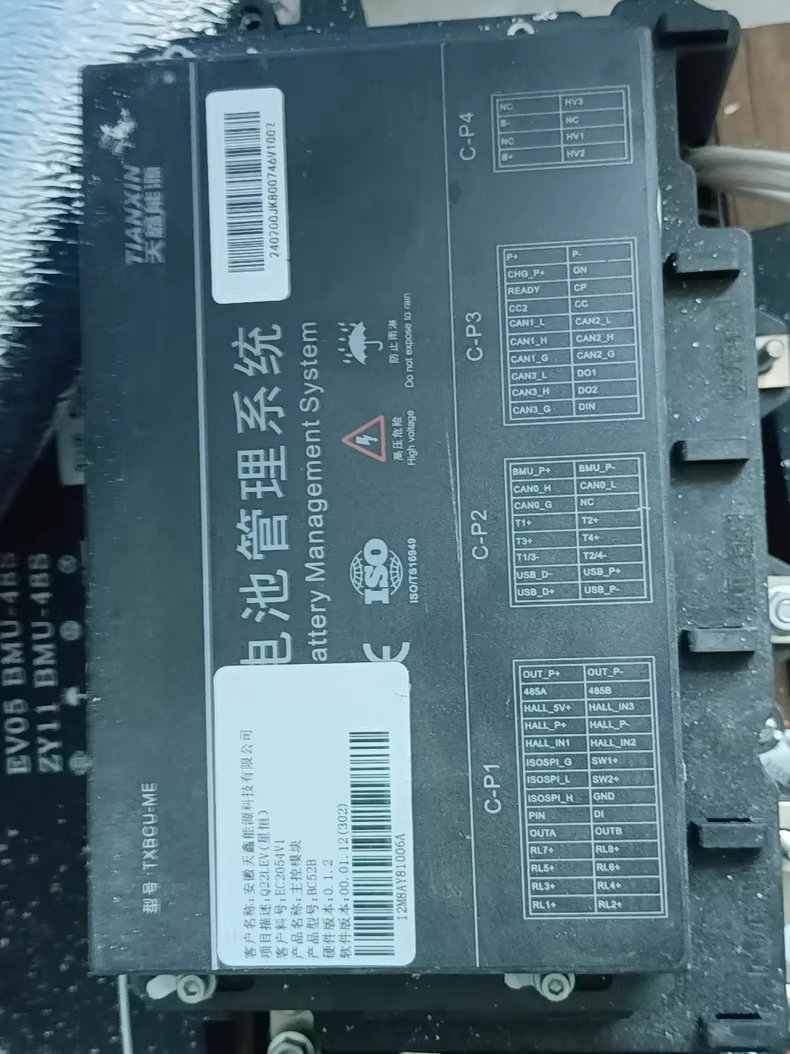 TIANXIN
天鑫能源
型号:TXBCU-ME
240200JKB00746V1002
电池管理系统
attery Management System
防止雨淋
Do not expose to rain
高压危险
High voltage
ISO
ISO/TS16949
CE
客户名称:安徽天鑫能源科技有限公司
项目描述:Q22LEV(星恒)
客户料号:EC2054V1
产品名称:主控模块
产品型号:BC52B
硬件版本:0.1.2
软件版本:00.01.12(302)
12M8AY81006A
C-P4
NC HV3
B- NC
NC HV1
B+ HV2
C-P3
P+ P-
CHG_P+ ON
READY CP
CC2 CC
CAN1_L CAN2_L
CAN1_H CAN2_H
CAN1_G CAN2_G
CAN3_L DO1
CAN3_H DO2
CAN3_G DIN
C-P2
BMU_P+ BMU_P-
CAN0_H CAN0_L
CAN0_G NC
T1+ T2+
T3+ T4+
T1/3- T2/4-
USB_D- USB_P+
USB_D+ USB_P-
C-P1
OUT_P+ OUT_P-
485A 485B
HALL_5V+ HALL_IN3
HALL_P+ HALL_P-
HALL_IN1 HALL_IN2
ISOSPI_G SW1+
ISOSPI_L SW2+
ISOSPI_H GND
PIN DI
OUTA OUTB
RL7+ RL8+
RL5+ RL6+
RL3+ RL4+
RL1+ RL2+
EV05 BMU-48S
ZY11 BMU-48S